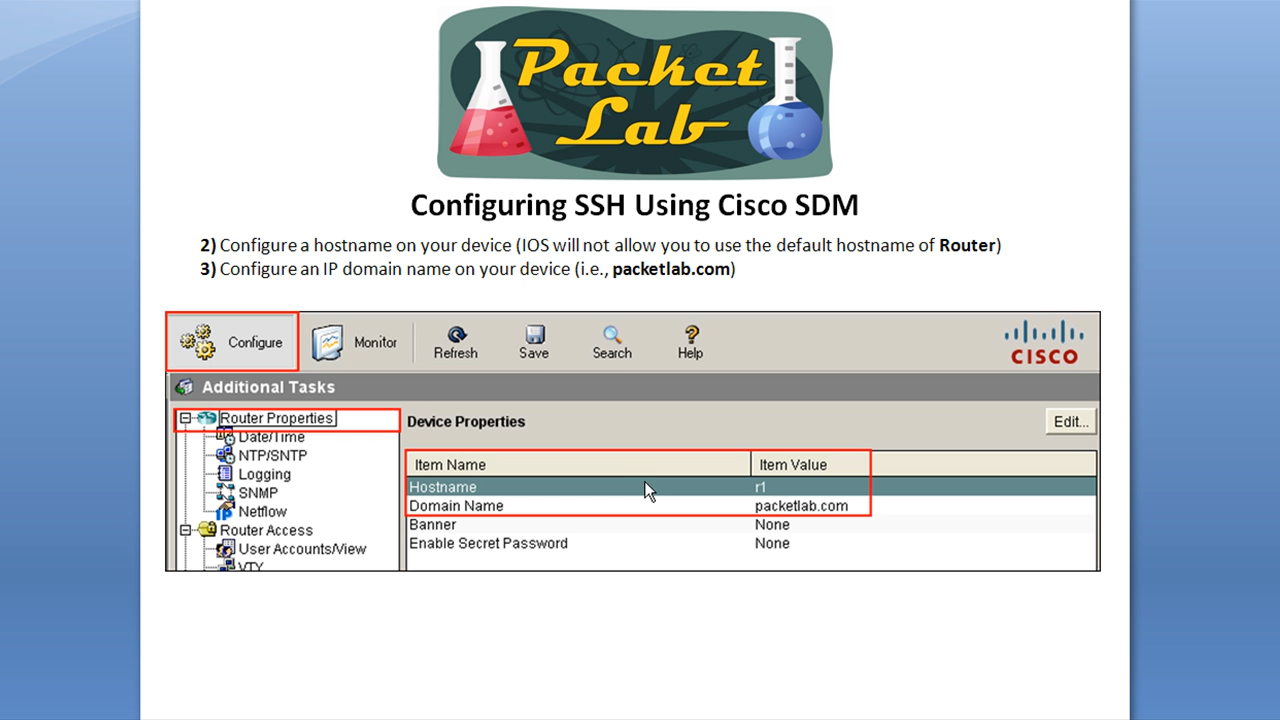 Packet
Lab
Configuring SSH Using Cisco SDM
2) Configure a hostname on your device (IOS will not allow you to use the default hostname of Router)
3) Configure an IP domain name on your device (i.e., packetlab.com)
Configure Monitor Refresh Save Search Help CISCO
Additional Tasks
Router Properties
Date/Time
NTP/SNTP
Logging
SNMP
Netflow
Router Access
User Accounts/View
VTY
Device Properties Edit...
Item Name Item Value
Hostname r1
Domain Name packetlab.com
Banner None
Enable Secret Password None